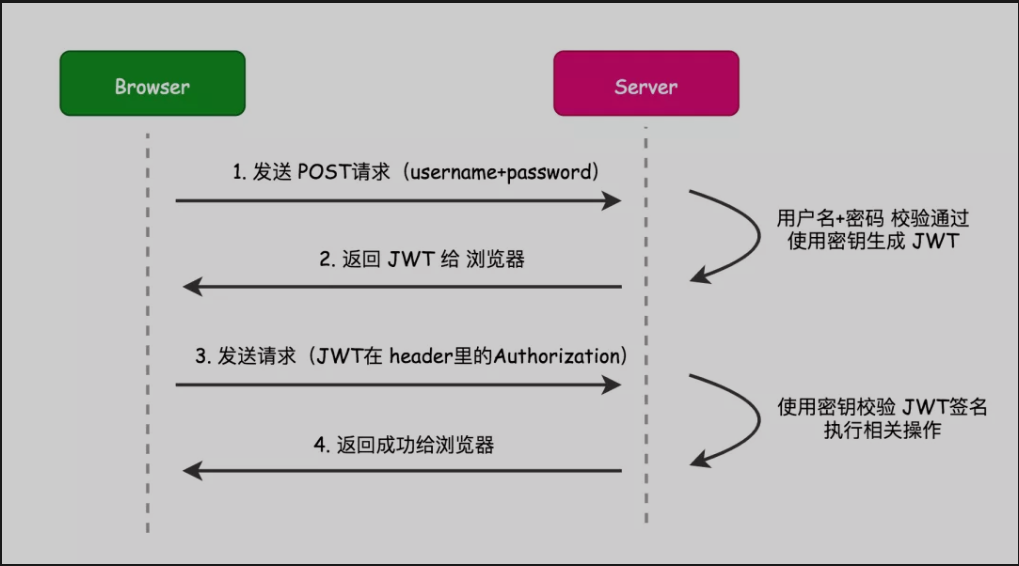 Browser
Server
1. 发送 POST请求（username+password）
用户名+密码 校验通过
使用密钥生成 JWT
2. 返回 JWT 给 浏览器
3. 发送请求（JWT在 header里的Authorization）
使用密钥校验 JWT签名
执行相关操作
4. 返回成功给浏览器